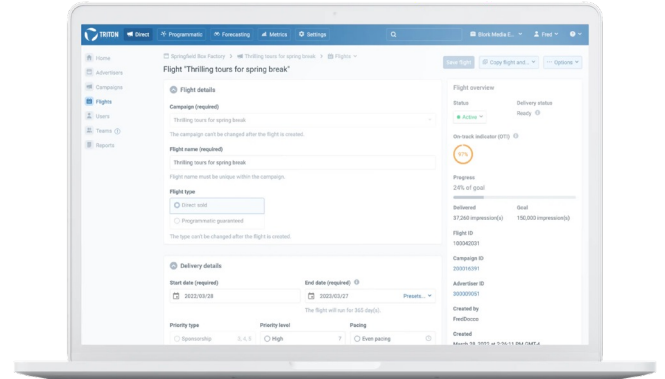 TRITON Direct Programmatic Forecasting Metrics Settings Blork Media E... Fred
Springfield Box Factory Thrilling tours for spring break Flights
Flight "Thrilling tours for spring break"
Save flight Copy flight and... Options
Home
Advertisers
Campaigns
Flights
Users
Teams
Reports
Flight details
Campaign (required)
Thrilling tours for spring break
The campaign can't be changed after the flight is created.
Flight name (required)
Thrilling tours for spring break
Flight name must be unique within the campaign.
Flight type
Direct sold
Programmatic guaranteed
The type can't be changed after the flight is created.
Delivery details
Start date (required) End date (required)
2022/03/28 2023/03/27 Presets...
The flight will run for 365 day(s).
Priority type Priority level Pacing
Sponsorship High Even pacing
Flight overview
Status Delivery status
Active Ready
On-track indicator (OTI)
97%
Progress
24% of goal
Delivered Goal
37,260 impression(s) 150,000 impression(s)
Flight ID
100042031
Campaign ID
200016391
Advertiser ID
300009081
Created by
FredDocos
Created